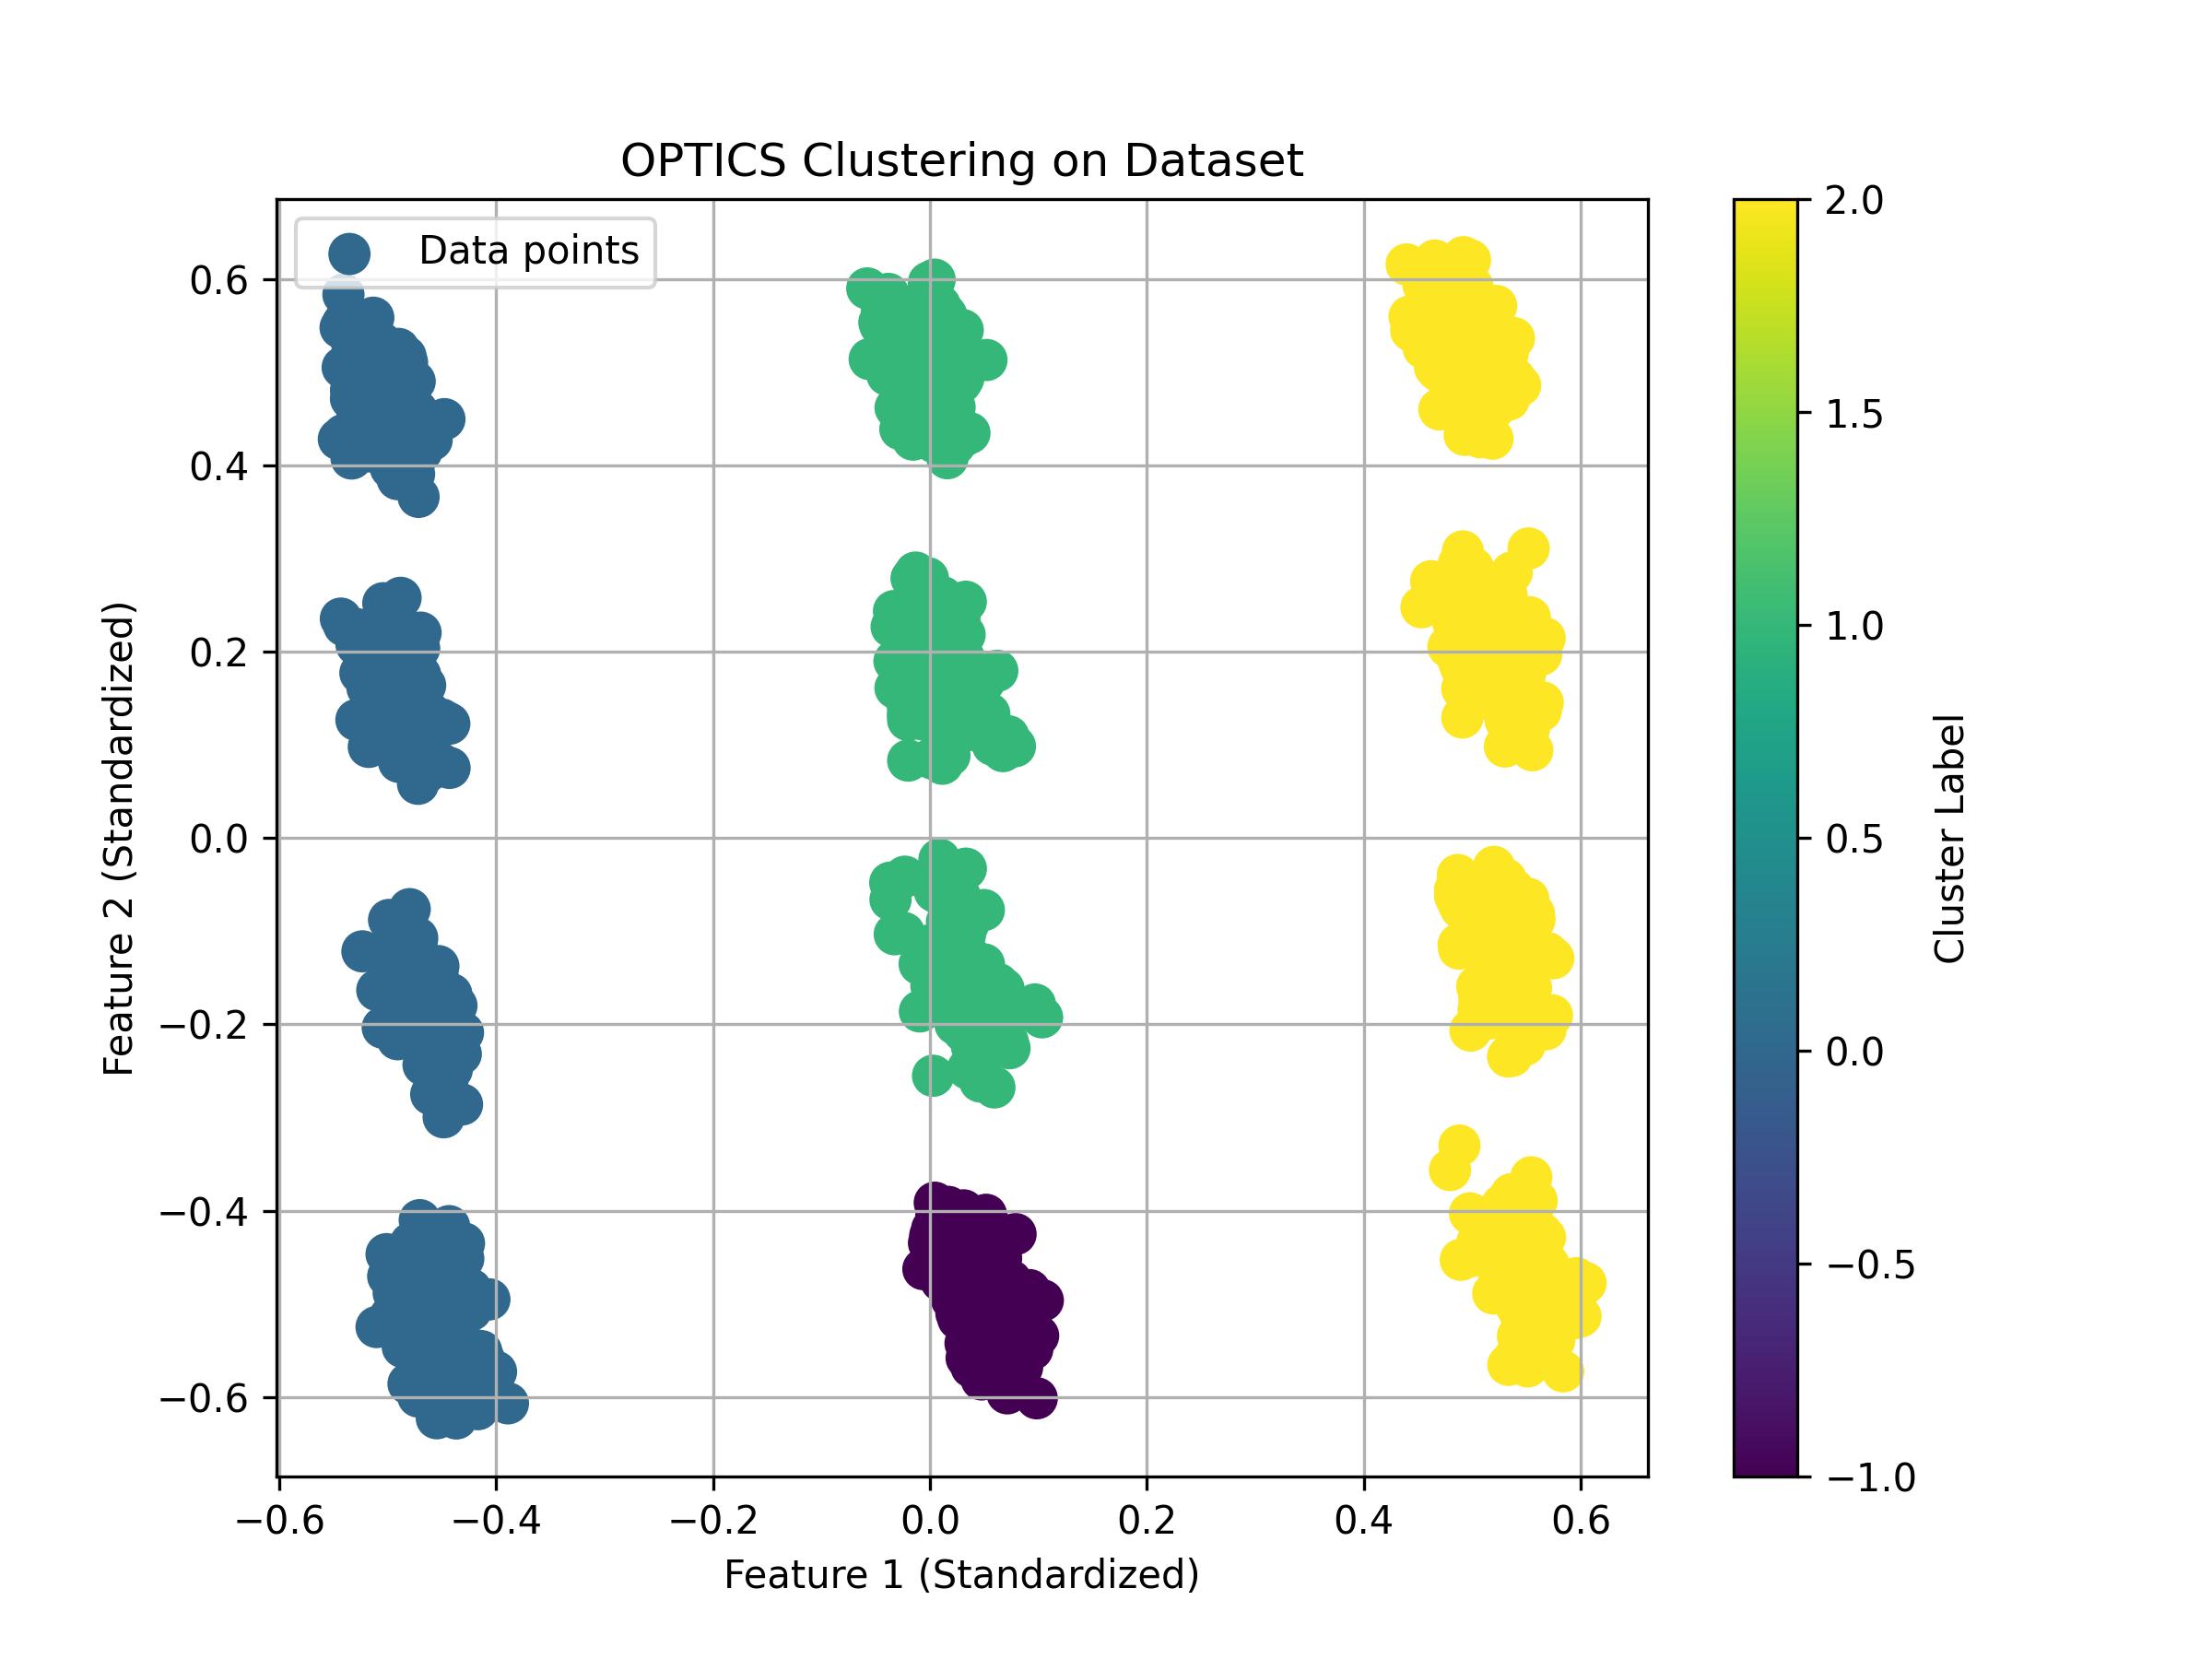 OPTICS Clustering on Dataset
Data points
0.6
0.4
0.2
0.0
−0.2
−0.4
−0.6
Feature 2 (Standardized)
−0.6 −0.4 −0.2 0.0 0.2 0.4 0.6
Feature 1 (Standardized)
2.0
1.5
1.0
0.5
0.0
−0.5
−1.0
Cluster Label